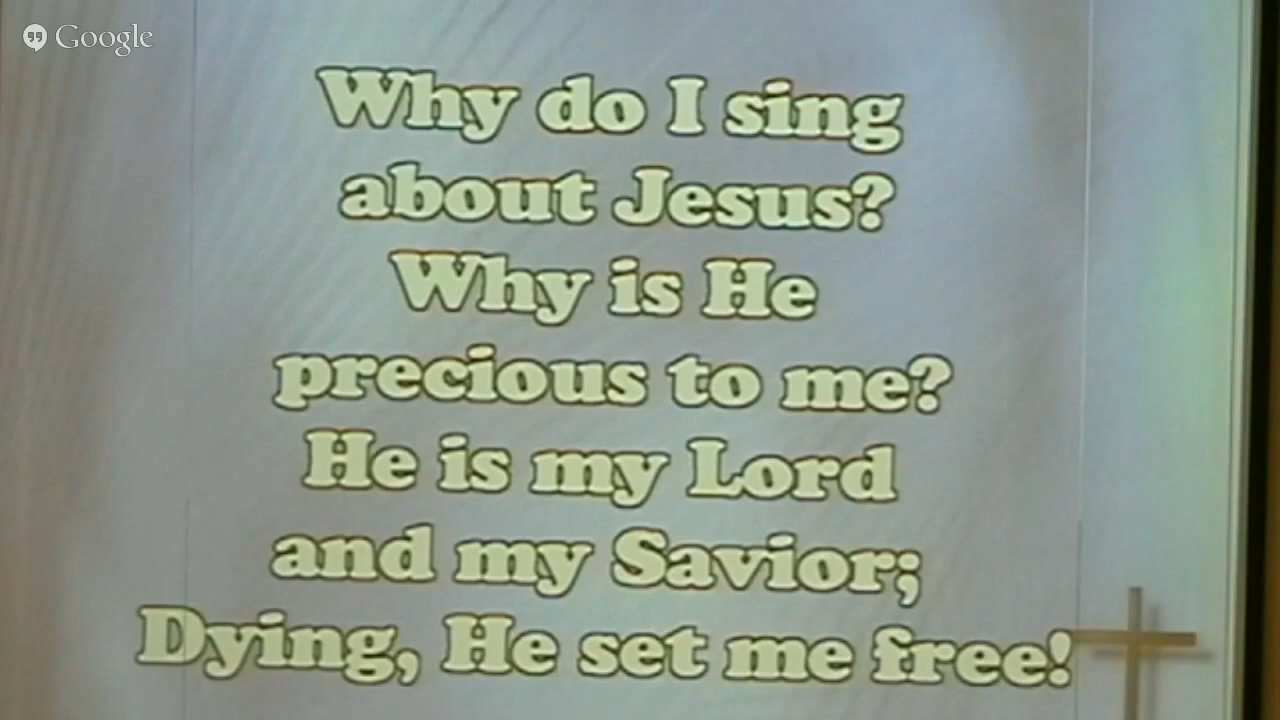 Google
Why do I sing
about Jesus?
Why is He
precious to me?
He is my Lord
and my Savior;
Dying, He set me free!